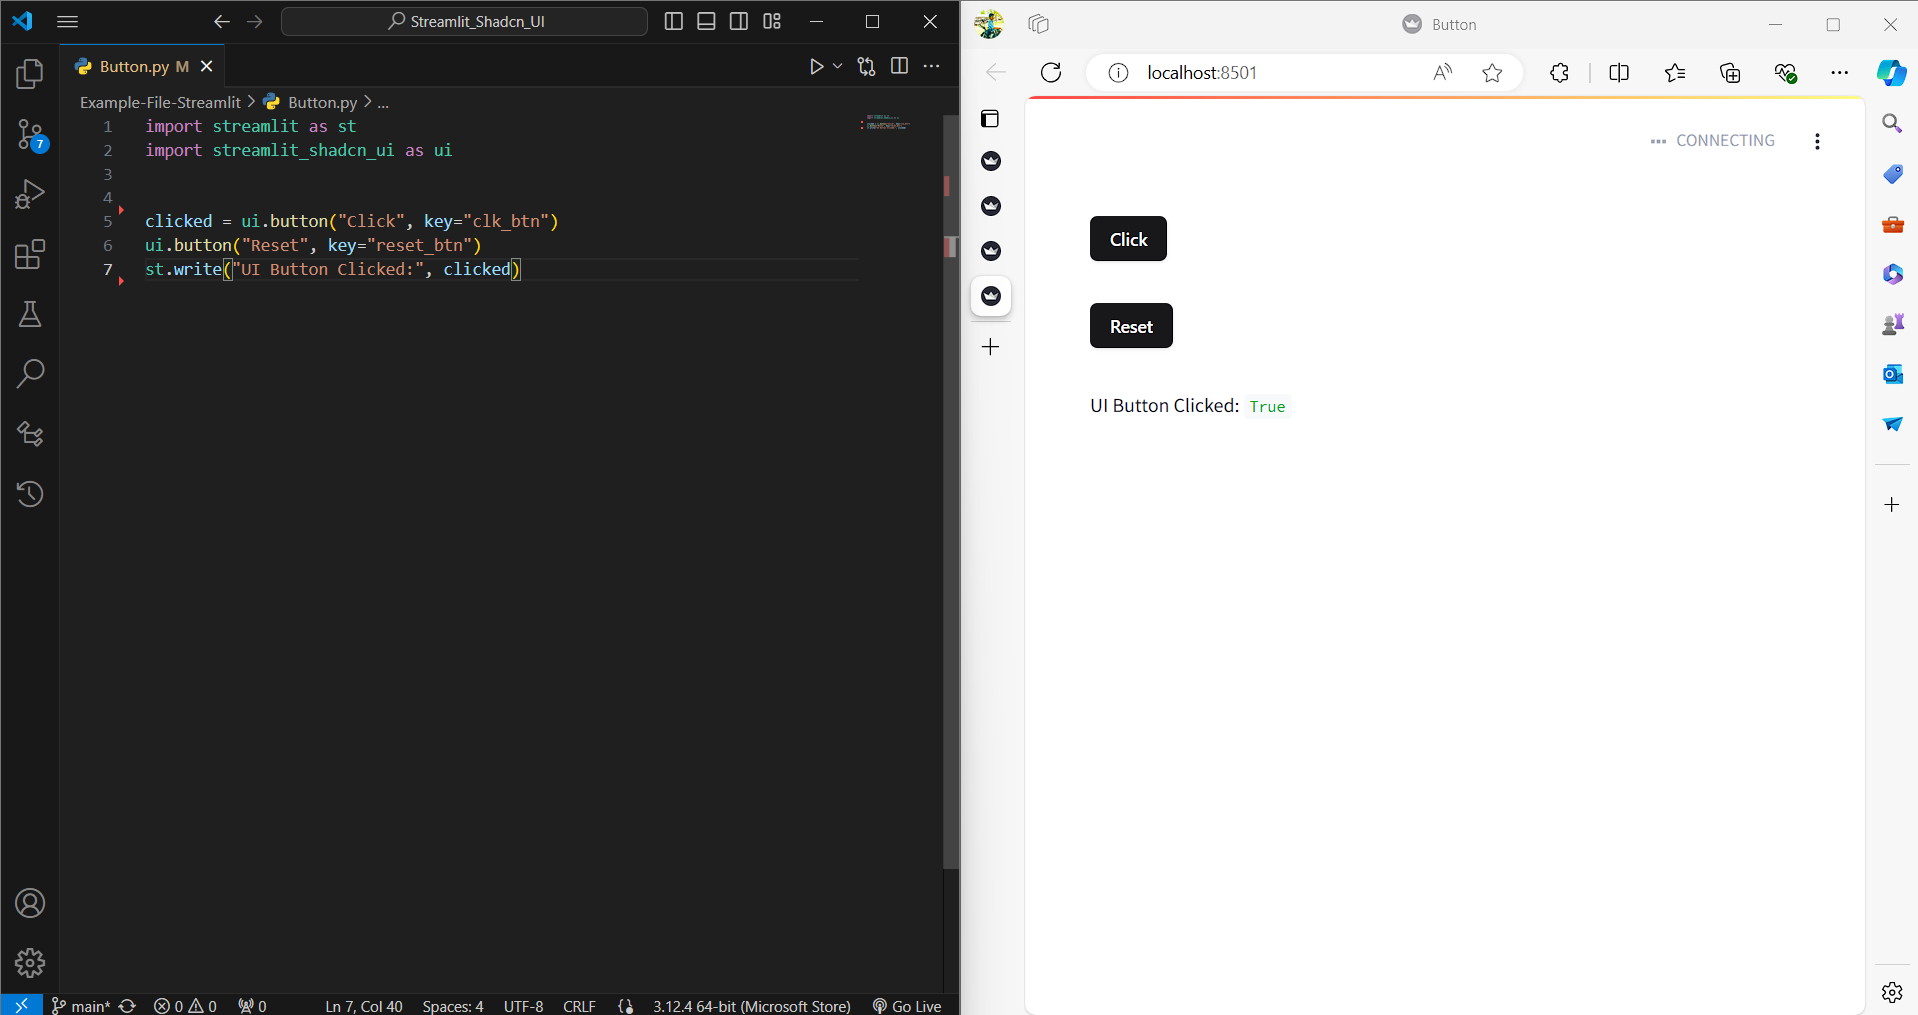 Streamlit_Shadcn_UI
Button.py M
Example-File-Streamlit > Button.py > ...
1 import streamlit as st
2 import streamlit_shadcn_ui as ui
3
4
5 clicked = ui.button("Click", key="clk_btn")
6 ui.button("Reset", key="reset_btn")
7 st.write("UI Button Clicked:", clicked)
7
main* 0 0 0 Ln 7, Col 40 Spaces: 4 UTF-8 CRLF 3.12.4 64-bit (Microsoft Store) Go Live
Button
localhost:8501
CONNECTING
Click
Reset
UI Button Clicked: True